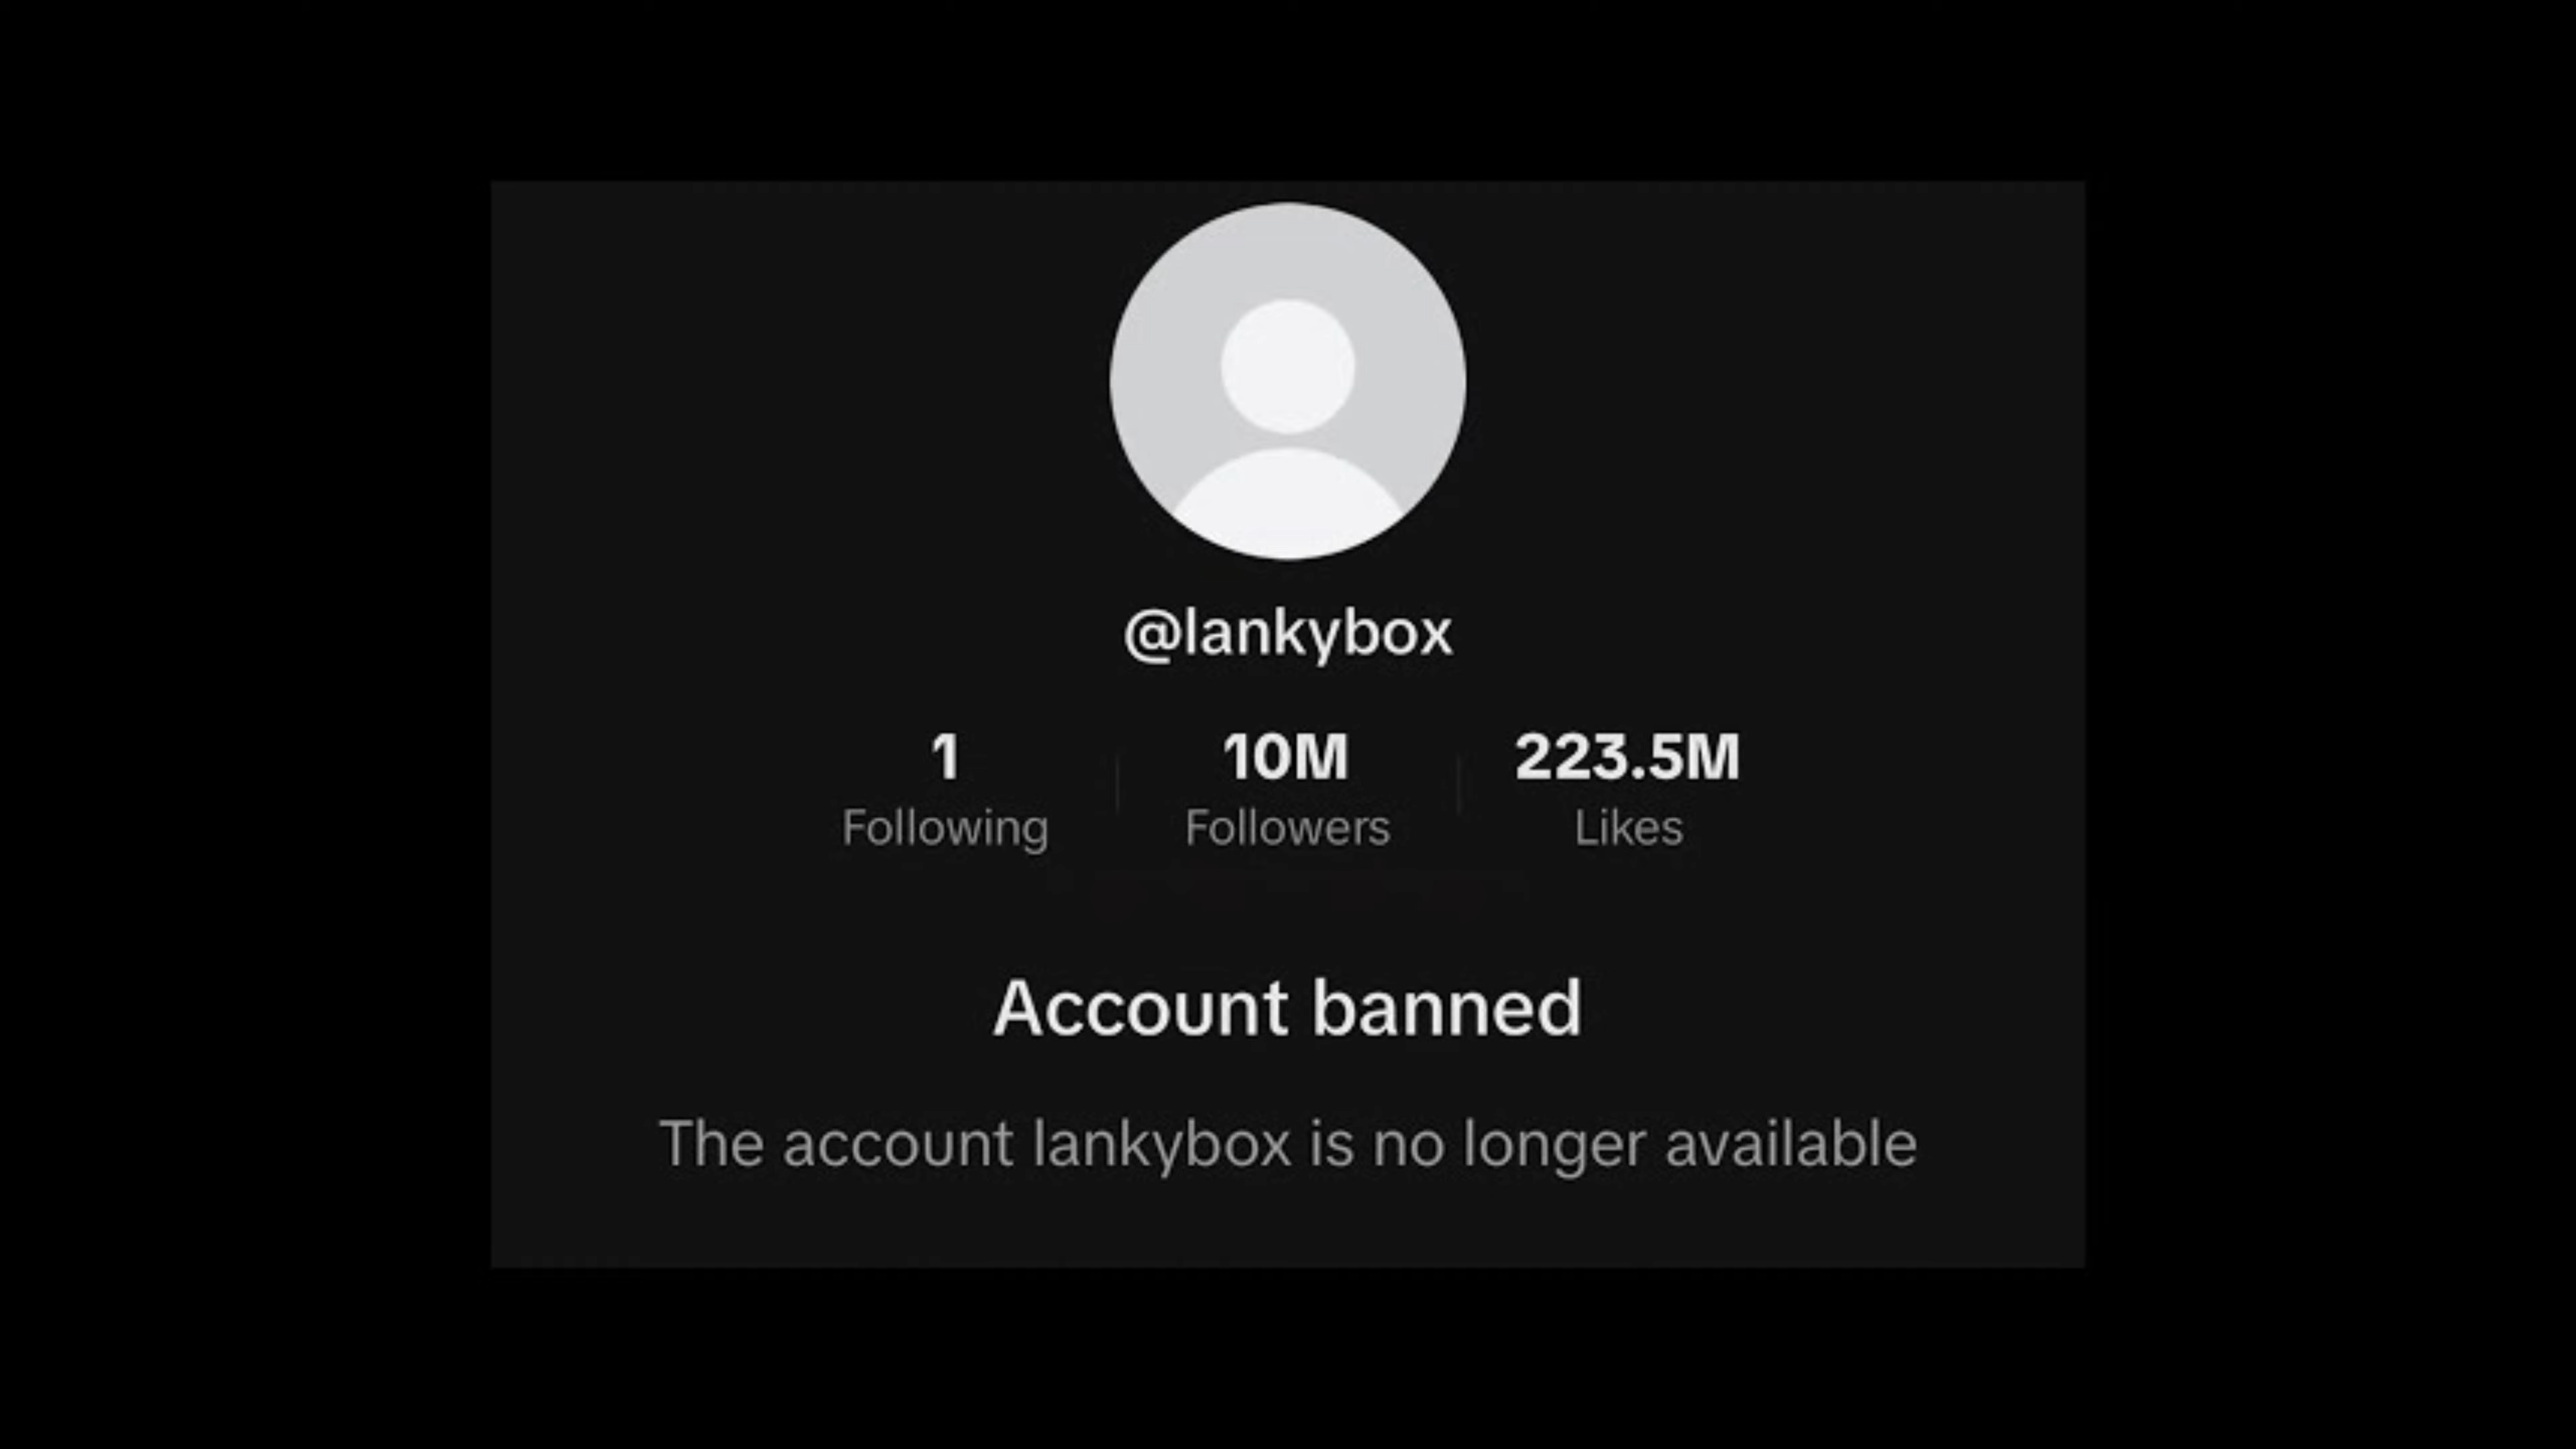 @lankybox
1 10M 223.5M
Following Followers Likes
Account banned
The account lankybox is no longer available